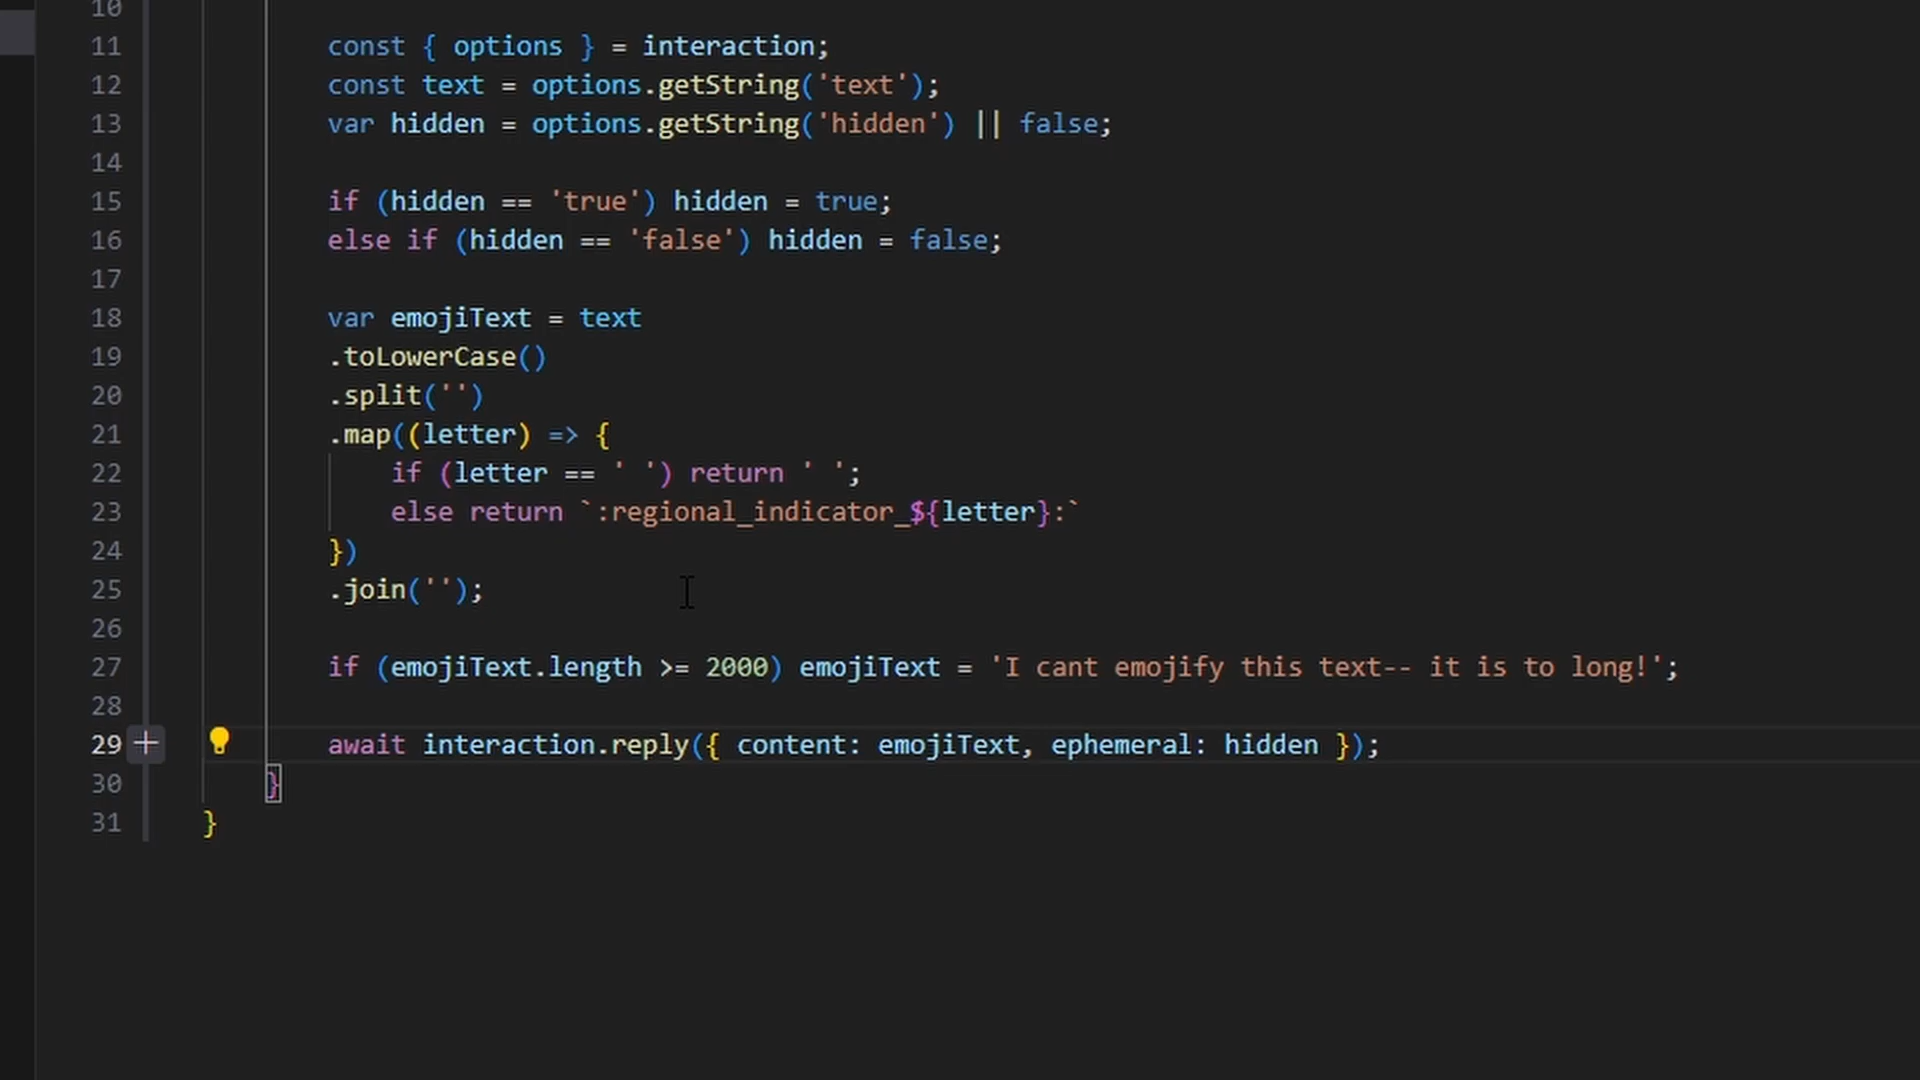 10
11 const { options } = interaction;
12 const text = options.getString('text');
13 var hidden = options.getString('hidden') || false;
14
15 if (hidden == 'true') hidden = true;
16 else if (hidden == 'false') hidden = false;
17
18 var emojiText = text
19 .toLowerCase()
20 .split('')
21 .map((letter) => {
22 if (letter == ' ') return ' ';
23 else return `:regional_indicator_${letter}:`
24 })
25 .join('');
26
27 if (emojiText.length >= 2000) emojiText = 'I cant emojify this text-- it is to long!';
28
29 await interaction.reply({ content: emojiText, ephemeral: hidden });
30 }
31 }